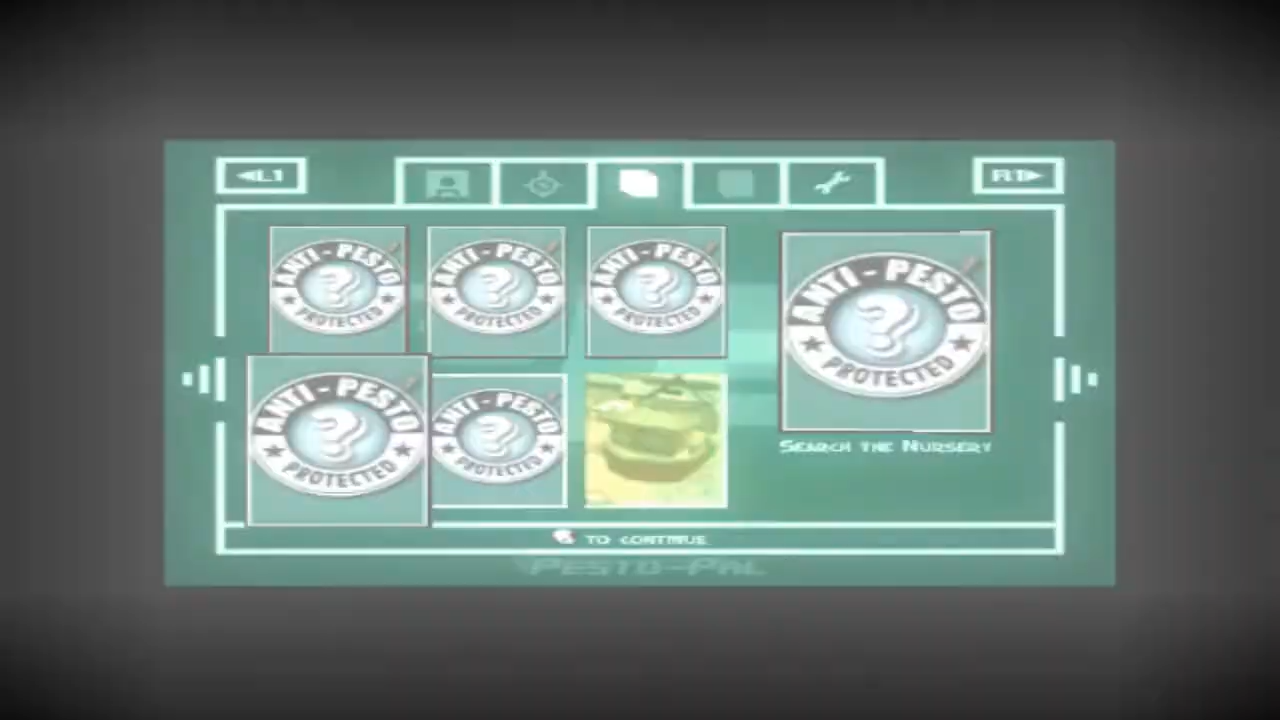 ◀L1
R1▶
ANTI-PESTO
?
PROTECTED
ANTI-PESTO
?
PROTECTED
ANTI-PESTO
?
PROTECTED
ANTI-PESTO
?
PROTECTED
SEARCH THE NURSERY
ANTI-PESTO
?
PROTECTED
ANTI-PESTO
?
PROTECTED
TO CONTINUE
PESTO-PAL